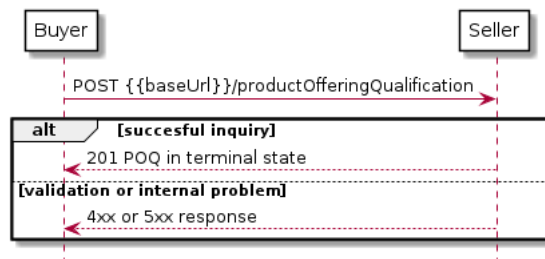 Buyer
Seller
POST {{baseUrl}}/productOfferingQualification
alt [succesful inquiry]
201 POQ in terminal state
[validation or internal problem]
4xx or 5xx response